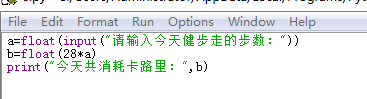 File Edit Format Run Options Window Help
a=float(input("请输入今天健步走的步数："))
b=float(28*a)
print("今天共消耗卡路里：",b)